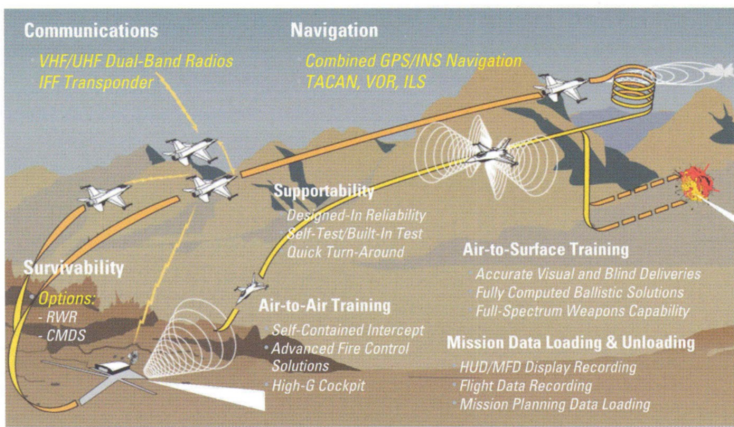 Communications
VHF/UHF Dual-Band Radios
IFF Transponder
Navigation
Combined GPS/INS Navigation
TACAN, VOR, ILS
Supportability
Designed-In Reliability
Self-Test/Built-In Test
Quick Turn-Around
Survivability
• Options:
- RWR
- CMDS
Air-to-Air Training
• Self-Contained Intercept
• Advanced Fire Control
Solutions
• High-G Cockpit
Air-to-Surface Training
Accurate Visual and Blind Deliveries
Fully Computed Ballistic Solutions
Full-Spectrum Weapons Capability
Mission Data Loading & Unloading
• HUD/MFD Display Recording
• Flight Data Recording
• Mission Planning Data Loading